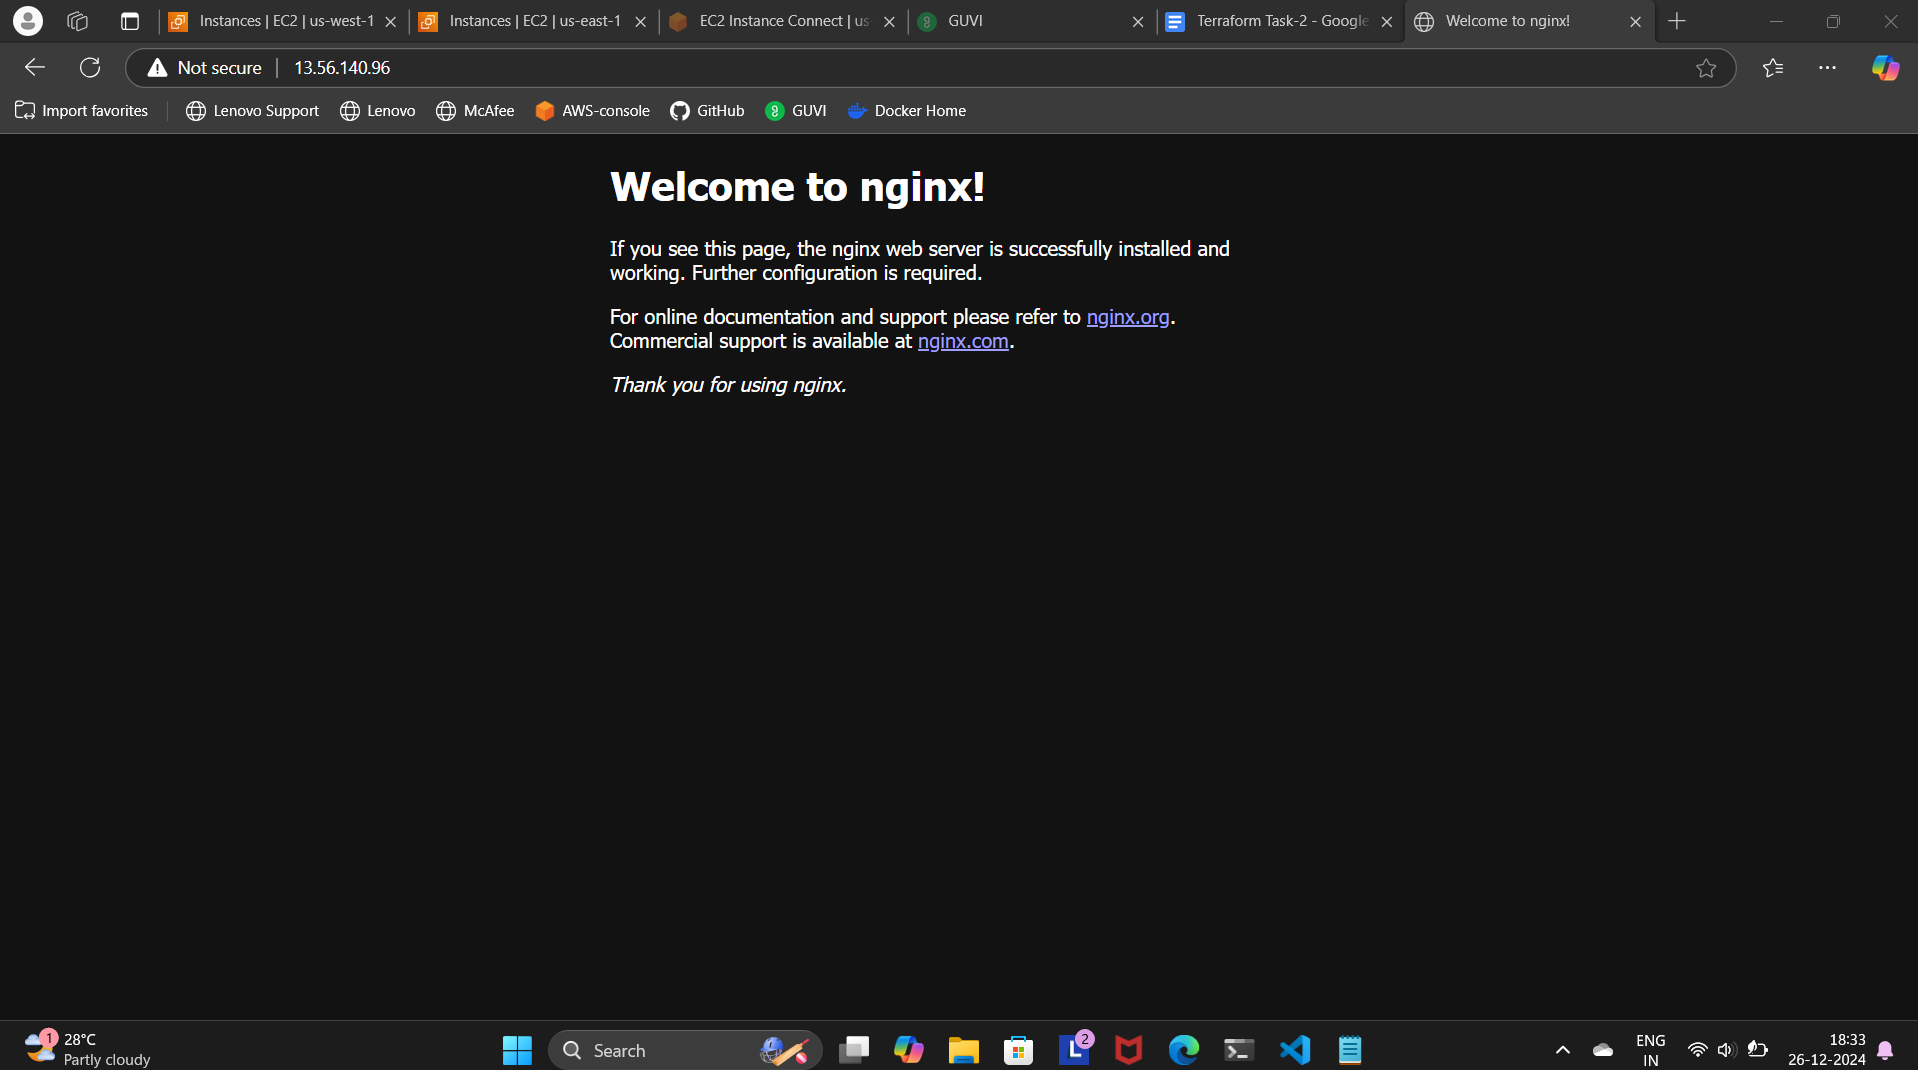 Instances | EC2 | us-west-1
Instances | EC2 | us-east-1
EC2 Instance Connect | us-
GUVI
Terraform Task-2 - Google
Welcome to nginx!
Not secure
13.56.140.96
Import favorites
Lenovo Support
Lenovo
McAfee
AWS-console
GitHub
GUVI
Docker Home
Welcome to nginx!
If you see this page, the nginx web server is successfully installed and
working. Further configuration is required.
For online documentation and support please refer to nginx.org.
Commercial support is available at nginx.com.
Thank you for using nginx.
1
28°C
Partly cloudy
Search
L
2
ENG
IN
18:33
26-12-2024